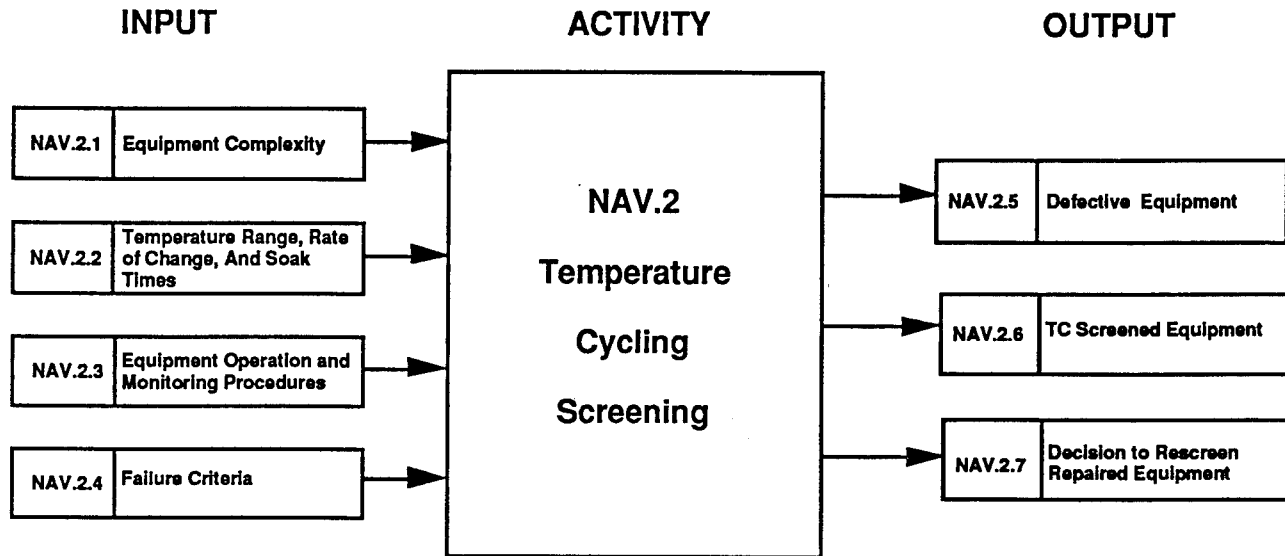 INPUT
ACTIVITY
OUTPUT
NAV.2.1
Equipment Complexity
NAV.2.2
Temperature Range, Rate
of Change, And Soak
Times
NAV.2.3
Equipment Operation and
Monitoring Procedures
NAV.2.4
Failure Criteria
NAV.2
Temperature
Cycling
Screening
NAV.2.5
Defective Equipment
NAV.2.6
TC Screened Equipment
NAV.2.7
Decision to Rescreen
Repaired Equipment